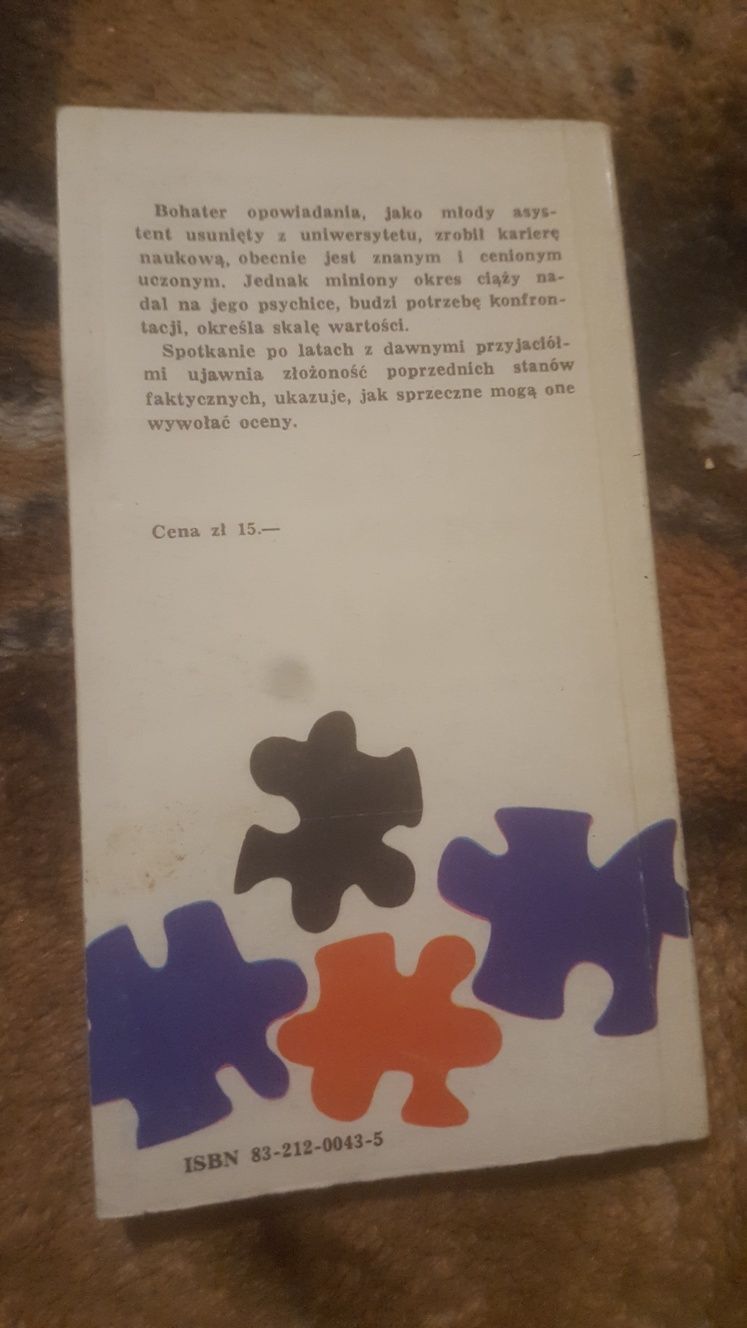 Bohater opowiadania, jako młody asys-
tent usunięty z uniwersytetu, zrobił karierę
naukową, obecnie jest znanym i cenionym
uczonym. Jednak miniony okres ciąży na-
dal na jego psychice, budzi potrzebę konfron-
tacji, określa skalę wartości.
Spotkanie po latach z dawnymi przyjaciół-
mi ujawnia złożoność poprzednich stanów
faktycznych, ukazuje, jak sprzeczne mogą one
wywołać oceny.
Cena zł 15.—
ISBN 83-212-0043-5